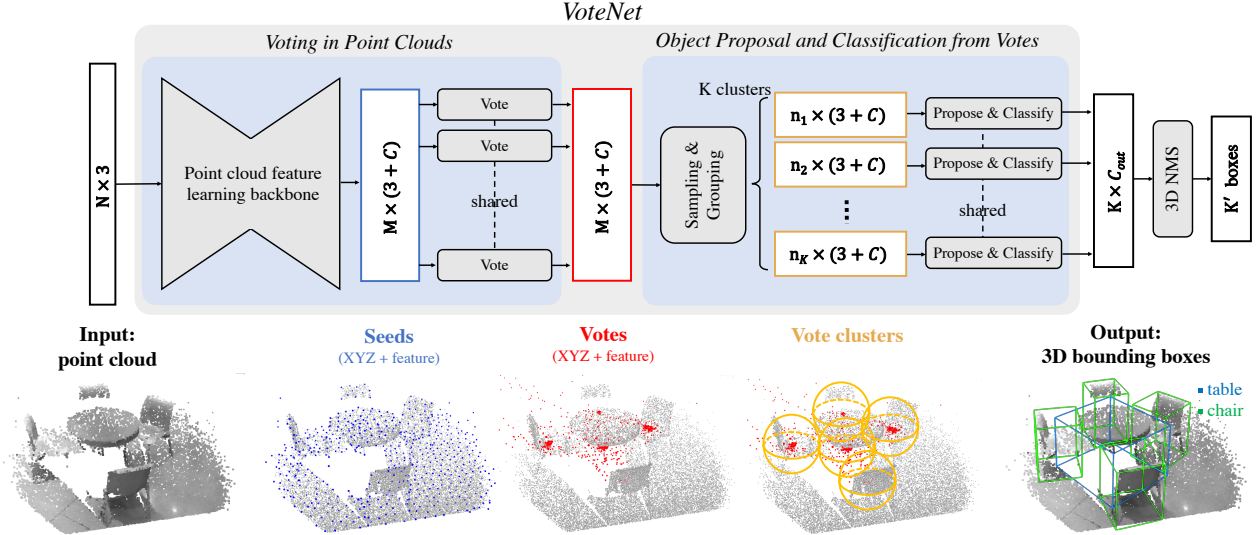 VoteNet
Voting in Point Clouds
Object Proposal and Classification from Votes
N × 3
Point cloud feature
learning backbone
M × (3 + C)
Vote
Vote
shared
Vote
M × (3 + C)
Sampling &
Grouping
K clusters
n₁ × (3 + C)
n₂ × (3 + C)
...
n_K × (3 + C)
Propose & Classify
Propose & Classify
shared
Propose & Classify
K × C_out
3D NMS
K′ boxes
Input:
point cloud
Seeds
(XYZ + feature)
Votes
(XYZ + feature)
Vote clusters
Output:
3D bounding boxes
table
chair